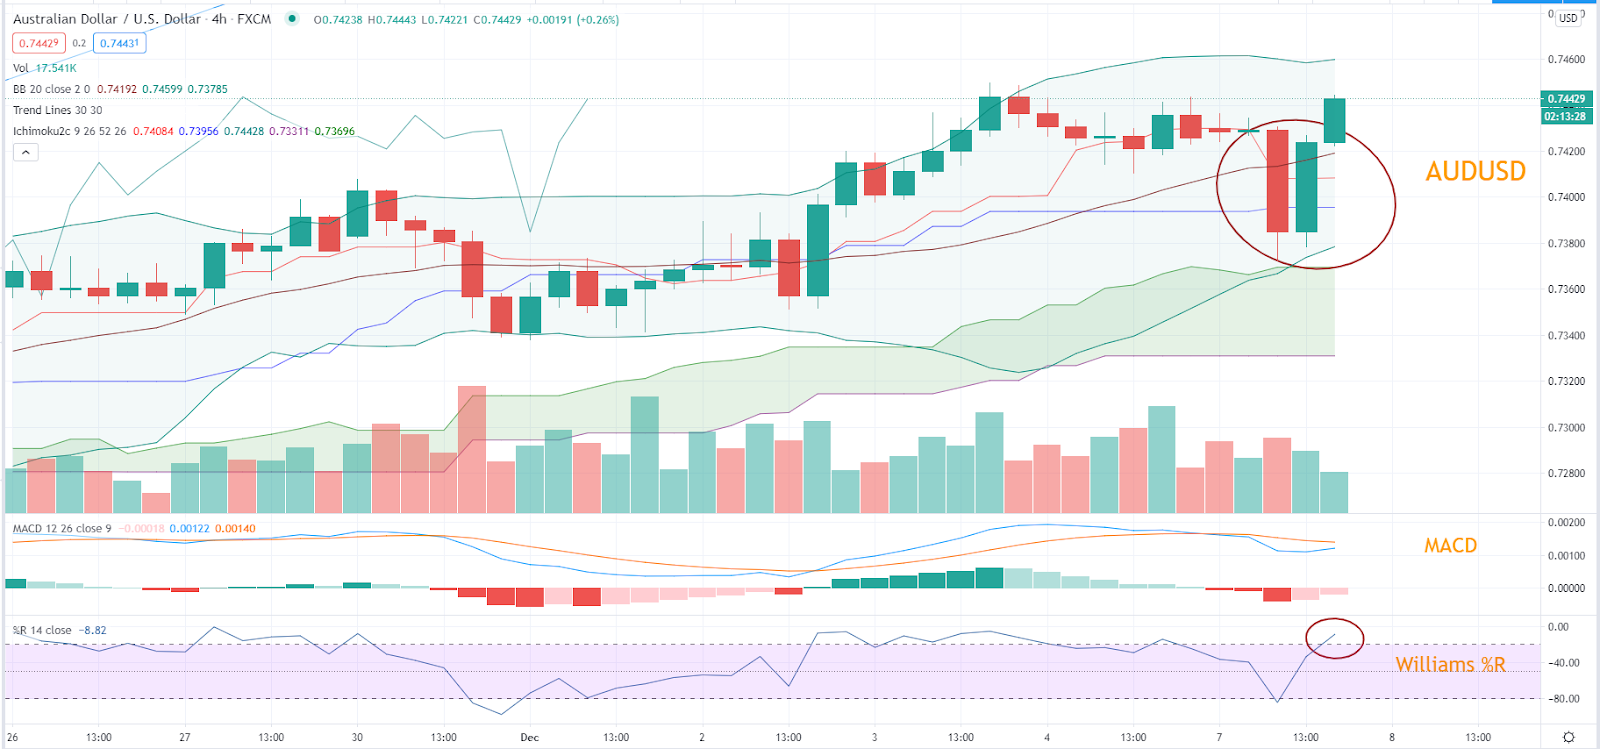 Australian Dollar / U.S. Dollar · 4h · FXCM O0.74238 H0.74443 L0.74221 C0.74429 +0.00191 (+0.26%)
USD
0.74429 0.2 0.74431
Vol 17.541K
BB 20 close 2 0 0.74192 0.74599 0.73785
Trend Lines 30 30
Ichimoku2c 9 26 52 26 0.74084 0.73956 0.74428 0.73311 0.73696
0.74600
0.74429
02:13:28
0.74200
AUDUSD
0.74000
0.73800
0.73600
0.73400
0.73200
0.73000
0.72800
MACD 12 26 close 9 −0.00018 0.00122 0.00140
0.00200
MACD
0.00100
0.00000
%R 14 close −8.82
0.00
Williams %R
−40.00
−80.00
26 13:00 27 13:00 30 13:00 Dec 13:00 2 13:00 3 13:00 4 13:00 7 13:00 8 13:00